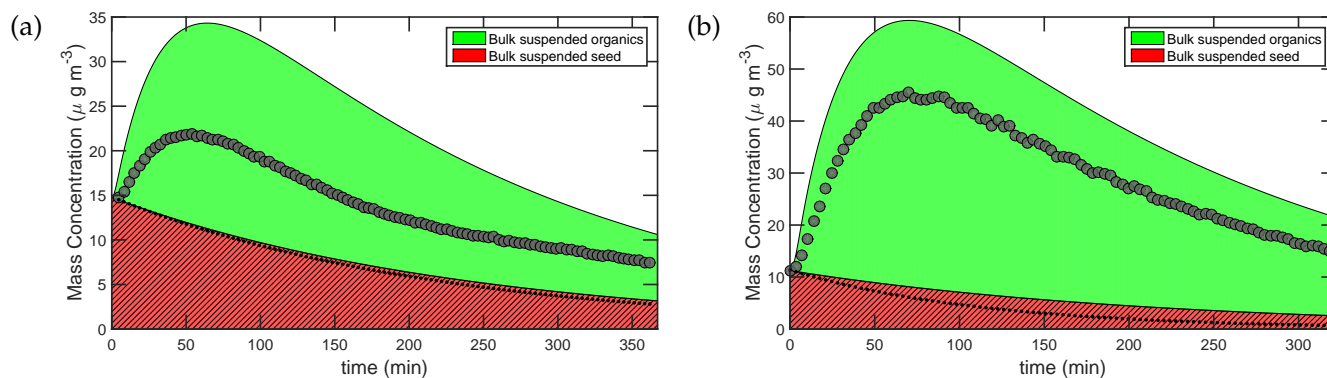 (a)
Mass Concentration (μ g m⁻³)
35
30
25
20
15
10
5
0
Bulk suspended organics
Bulk suspended seed
0 50 100 150 200 250 300 350
time (min)
(b)
Mass Concentration (μ g m⁻³)
60
50
40
30
20
10
0
Bulk suspended organics
Bulk suspended seed
0 50 100 150 200 250 300
time (min)